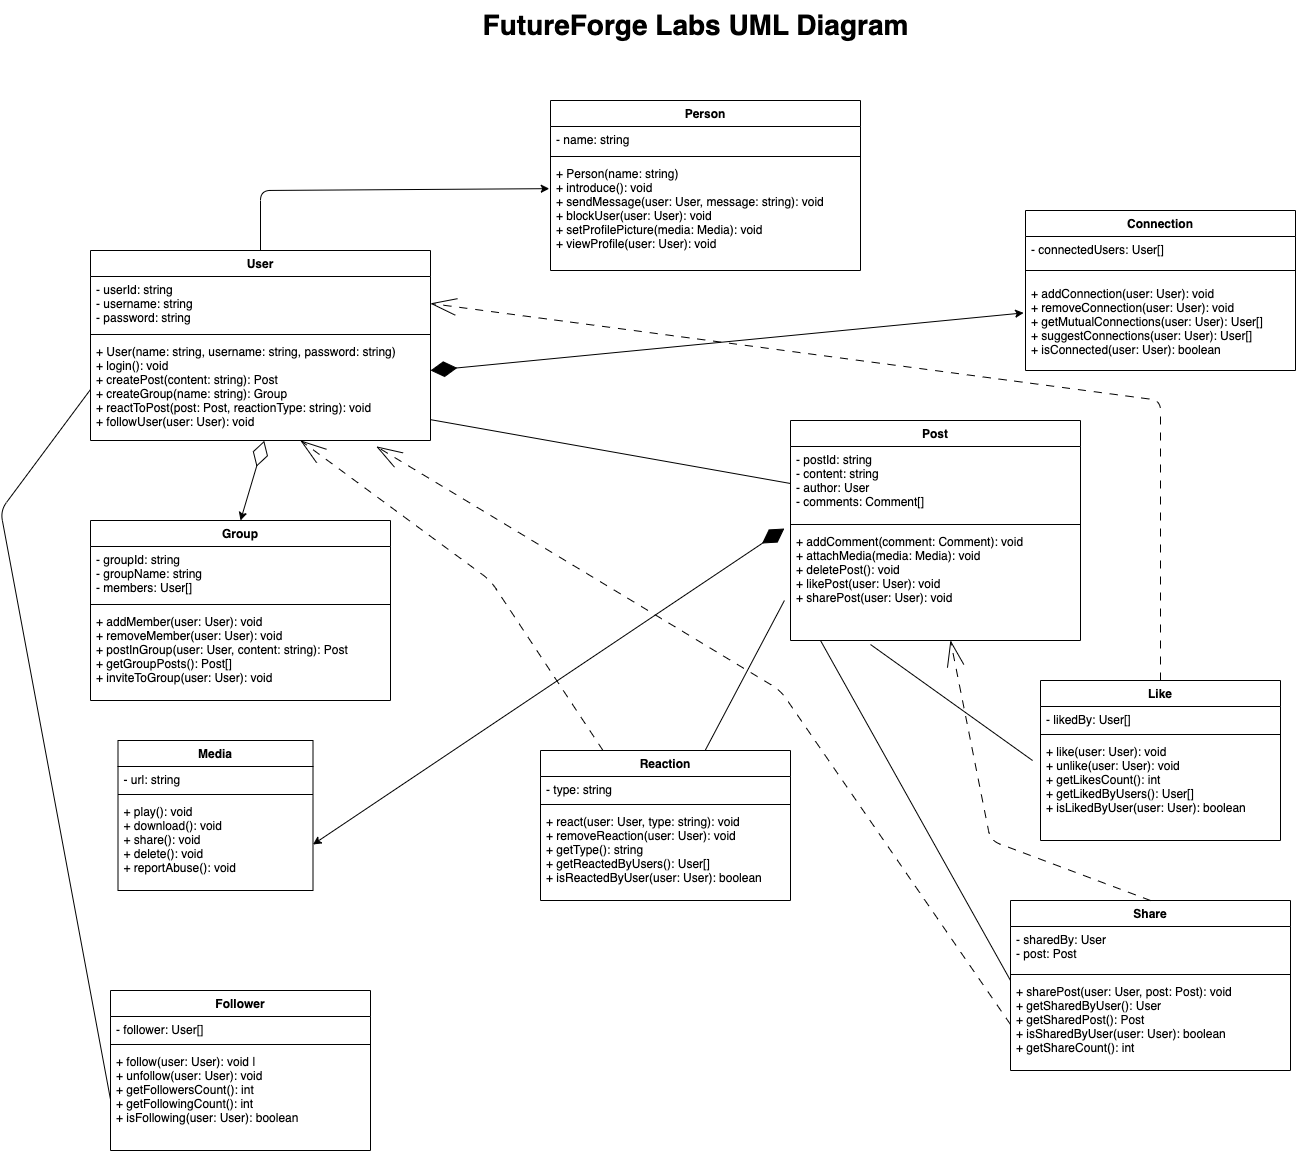 FutureForge Labs UML Diagram
Person
- name: string
+ Person(name: string)
+ introduce(): void
+ sendMessage(user: User, message: string): void
+ blockUser(user: User): void
+ setProfilePicture(media: Media): void
+ viewProfile(user: User): void
Connection
- connectedUsers: User[]
+ addConnection(user: User): void
+ removeConnection(user: User): void
+ getMutualConnections(user: User): User[]
+ suggestConnections(user: User): User[]
+ isConnected(user: User): boolean
User
- userId: string
- username: string
- password: string
+ User(name: string, username: string, password: string)
+ login(): void
+ createPost(content: string): Post
+ createGroup(name: string): Group
+ reactToPost(post: Post, reactionType: string): void
+ followUser(user: User): void
Post
- postId: string
- content: string
- author: User
- comments: Comment[]
+ addComment(comment: Comment): void
+ attachMedia(media: Media): void
+ deletePost(): void
+ likePost(user: User): void
+ sharePost(user: User): void
Group
- groupId: string
- groupName: string
- members: User[]
+ addMember(user: User): void
+ removeMember(user: User): void
+ postInGroup(user: User, content: string): Post
+ getGroupPosts(): Post[]
+ inviteToGroup(user: User): void
Like
- likedBy: User[]
+ like(user: User): void
+ unlike(user: User): void
+ getLikesCount(): int
+ getLikedByUsers(): User[]
+ isLikedByUser(user: User): boolean
Media
- url: string
+ play(): void
+ download(): void
+ share(): void
+ delete(): void
+ reportAbuse(): void
Reaction
- type: string
+ react(user: User, type: string): void
+ removeReaction(user: User): void
+ getType(): string
+ getReactedByUsers(): User[]
+ isReactedByUser(user: User): boolean
Share
- sharedBy: User
- post: Post
+ sharePost(user: User, post: Post): void
+ getSharedByUser(): User
+ getSharedPost(): Post
+ isSharedByUser(user: User): boolean
+ getShareCount(): int
Follower
- follower: User[]
+ follow(user: User): void |
+ unfollow(user: User): void
+ getFollowersCount(): int
+ getFollowingCount(): int
+ isFollowing(user: User): boolean